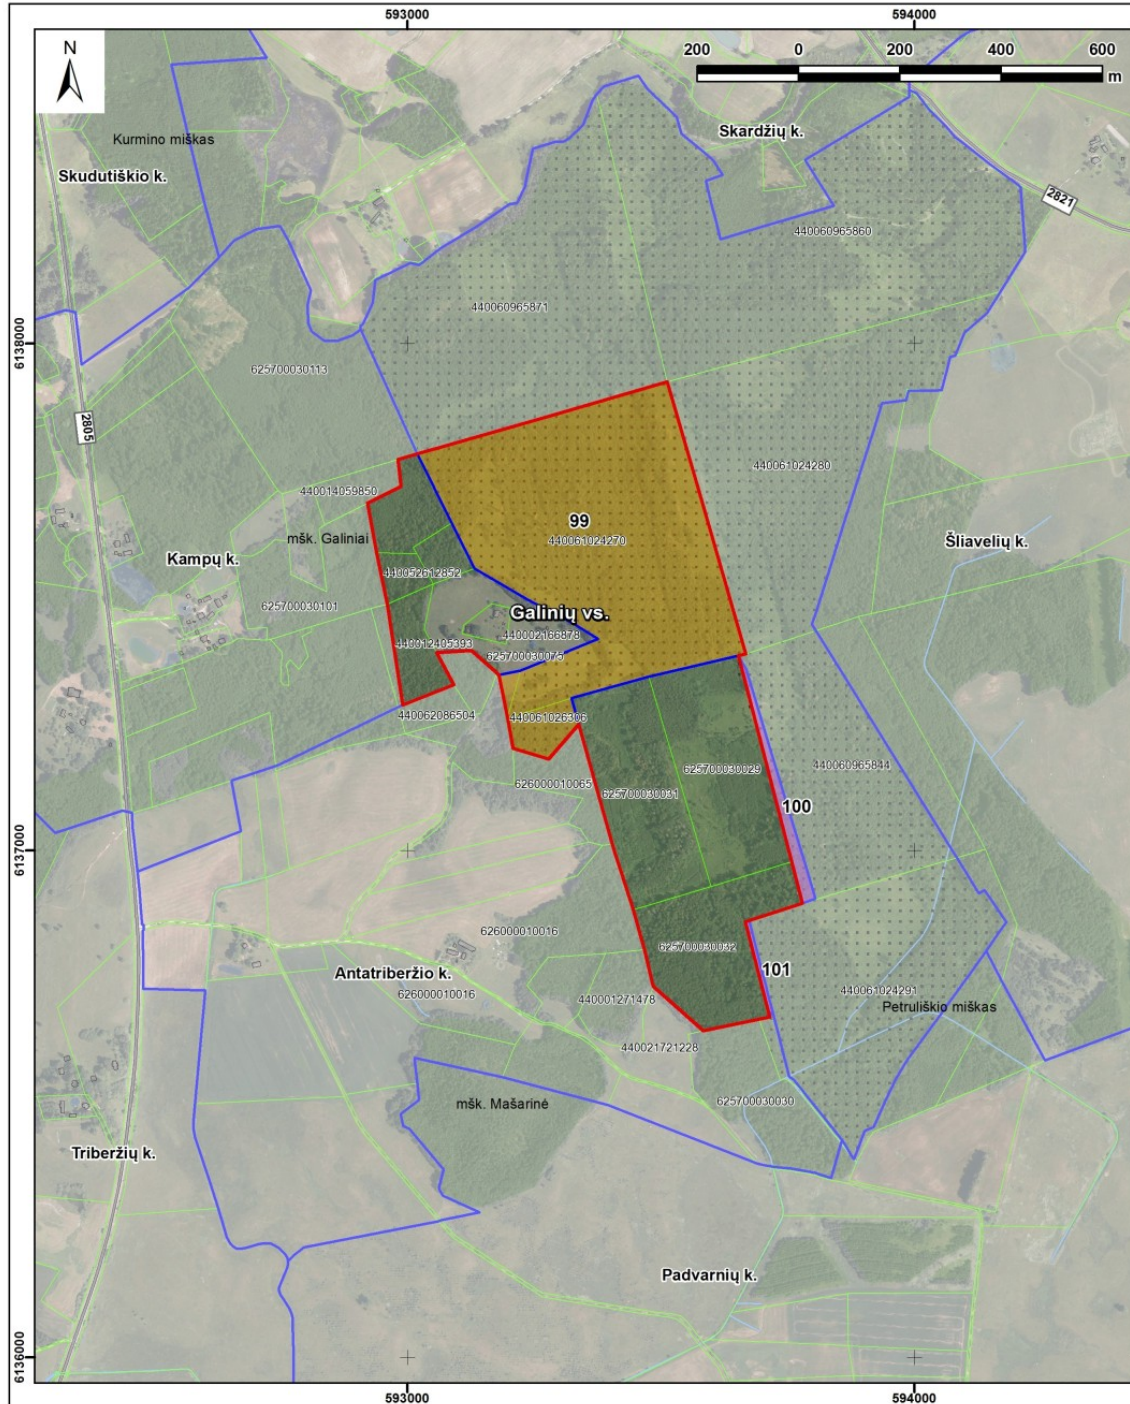 593000
594000
N
200
0
200
400
600
m
Skardžių k.
Kurmino miškas
Skudutiškio k.
2821
440060965860
440060965871
6138000
625700030113
2805
440061024280
440014059850
99
440061024270
mšk. Galiniai
Šliavelių k.
Kampų k.
440052612852
625700030101
Galinių vs.
440002166878
440012405393
625700030075
440062086504
440061026306
440060965844
625700030029
626000010065
625700030031
100
6137000
626000010016
625700030032
101
Antatriberžio k.
626000010016
440061024291
440001271478
Petruliškio miškas
440021721228
625700030030
mšk. Mašarinė
Triberžių k.
Padvarnių k.
6136000
593000
594000